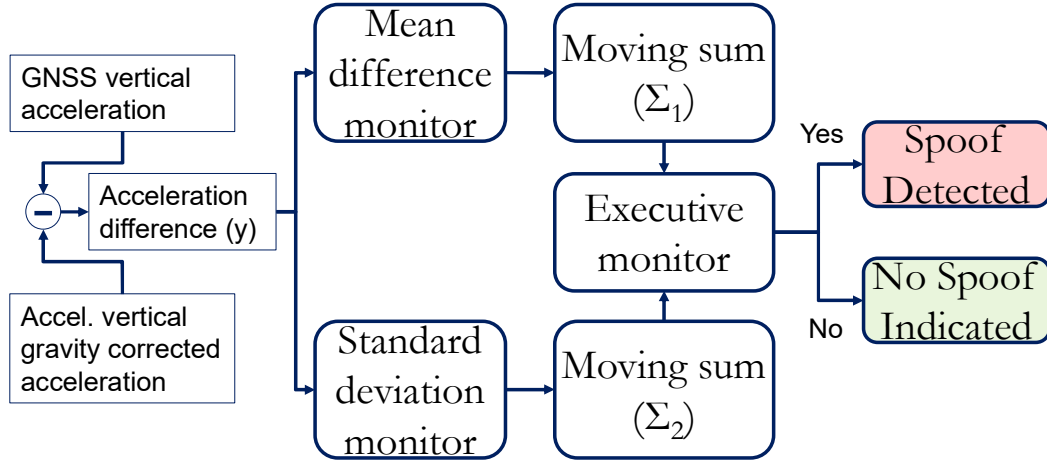 GNSS vertical
acceleration
−
Acceleration
difference (y)
Accel. vertical
gravity corrected
acceleration
Mean
difference
monitor
Moving sum
(Σ₁)
Standard
deviation
monitor
Moving sum
(Σ₂)
Executive
monitor
Yes
Spoof
Detected
No
No Spoof
Indicated